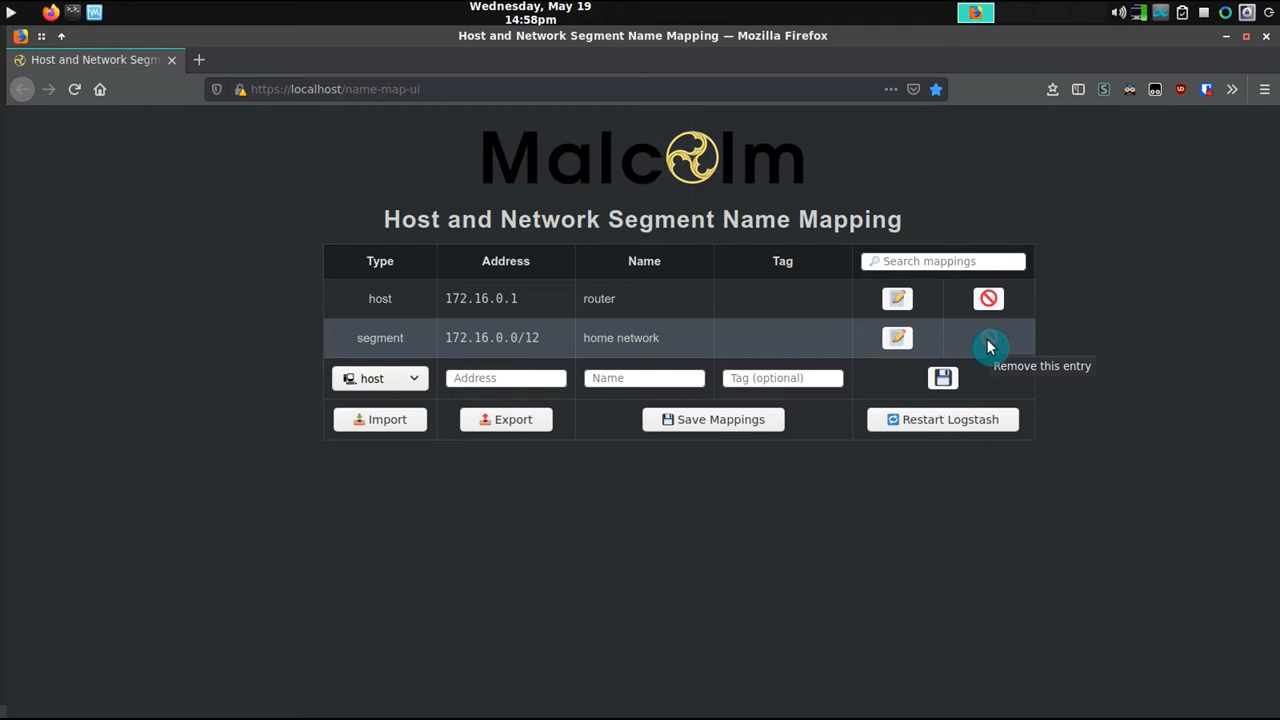 Wednesday, May 19
14:58pm
Host and Network Segment Name Mapping — Mozilla Firefox
Host and Network Segm
https://localhost/name-map-ui
Malcolm
Host and Network Segment Name Mapping
Type Address Name Tag Search mappings
host 172.16.0.1 router
segment 172.16.0.0/12 home network
Remove this entry
host Address Name Tag (optional)
Import Export Save Mappings Restart Logstash